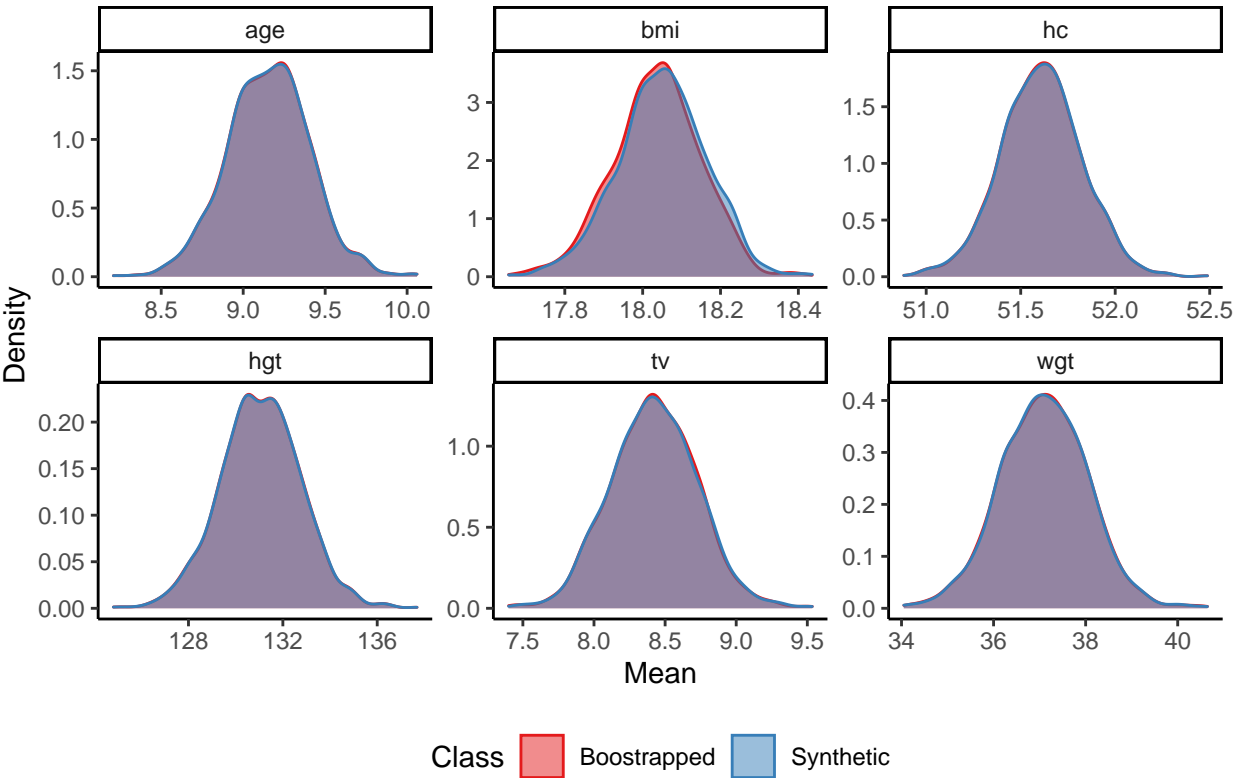 age bmi hc
1.5
1.0
0.5
0.0
3
2
1
0
1.5
1.0
0.5
0.0
8.5 9.0 9.5 10.0
17.8 18.0 18.2 18.4
51.0 51.5 52.0 52.5
Density
hgt tv wgt
0.20
0.15
0.10
0.05
0.00
1.0
0.5
0.0
0.4
0.3
0.2
0.1
0.0
128 132 136
7.5 8.0 8.5 9.0 9.5
34 36 38 40
Mean
Class Boostrapped Synthetic